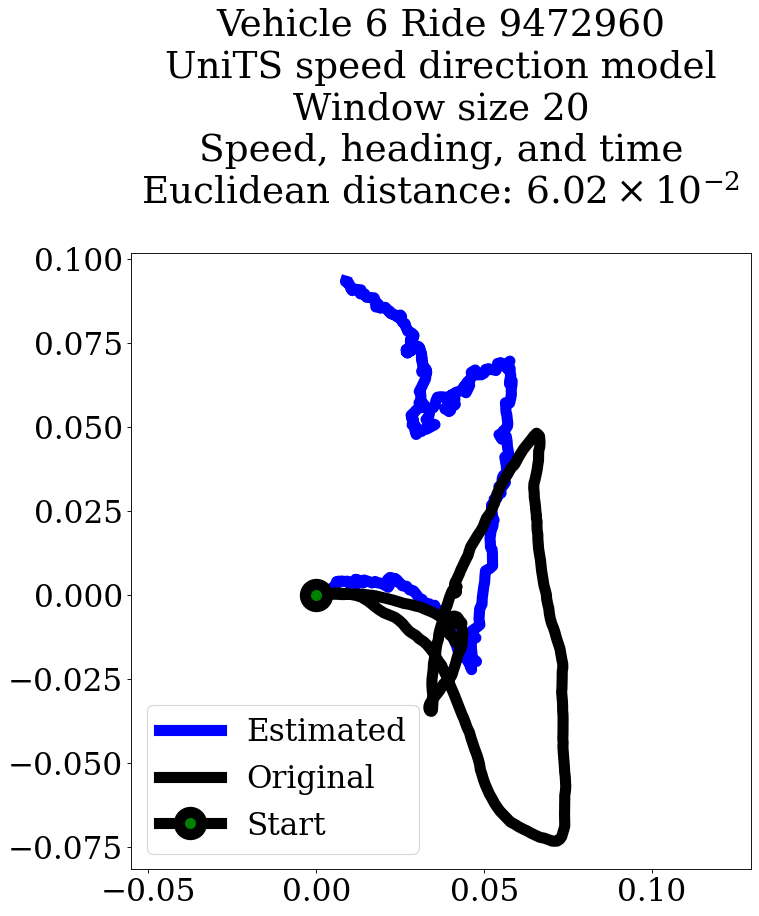 Vehicle 6 Ride 9472960
UniTS speed direction model
Window size 20
Speed, heading, and time
Euclidean distance: 6.02 × 10⁻²
0.100
0.075
0.050
0.025
0.000
−0.025
−0.050
−0.075
Estimated
Original
Start
−0.05 0.00 0.05 0.10